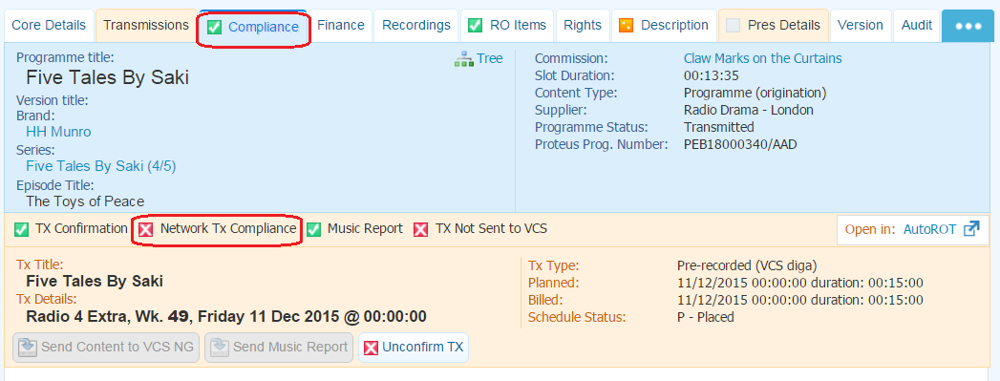 Core Details Transmissions Compliance Finance Recordings RO Items Rights Description Pres Details Version Audit
Programme title:
Five Tales By Saki
Tree
Version title:
Brand:
HH Munro
Series:
Five Tales By Saki (4/5)
Episode Title:
The Toys of Peace
Commission: Claw Marks on the Curtains
Slot Duration: 00:13:35
Content Type: Programme (origination)
Supplier: Radio Drama - London
Programme Status: Transmitted
Proteus Prog. Number: PEB18000340/AAD
TX Confirmation Network Tx Compliance Music Report TX Not Sent to VCS Open in: AutoROT
Tx Title:
Five Tales By Saki
Tx Details:
Radio 4 Extra, Wk. 49, Friday 11 Dec 2015 @ 00:00:00
Tx Type: Pre-recorded (VCS diga)
Planned: 11/12/2015 00:00:00 duration: 00:15:00
Billed: 11/12/2015 00:00:00 duration: 00:15:00
Schedule Status: P - Placed
Send Content to VCS NG Send Music Report Unconfirm TX